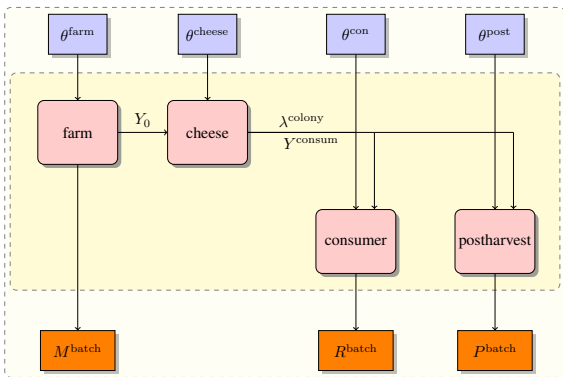 θ^farm θ^cheese θ^con θ^post
farm Y_0 cheese λ^colony
Y^consum
consumer postharvest
M^batch R^batch P^batch